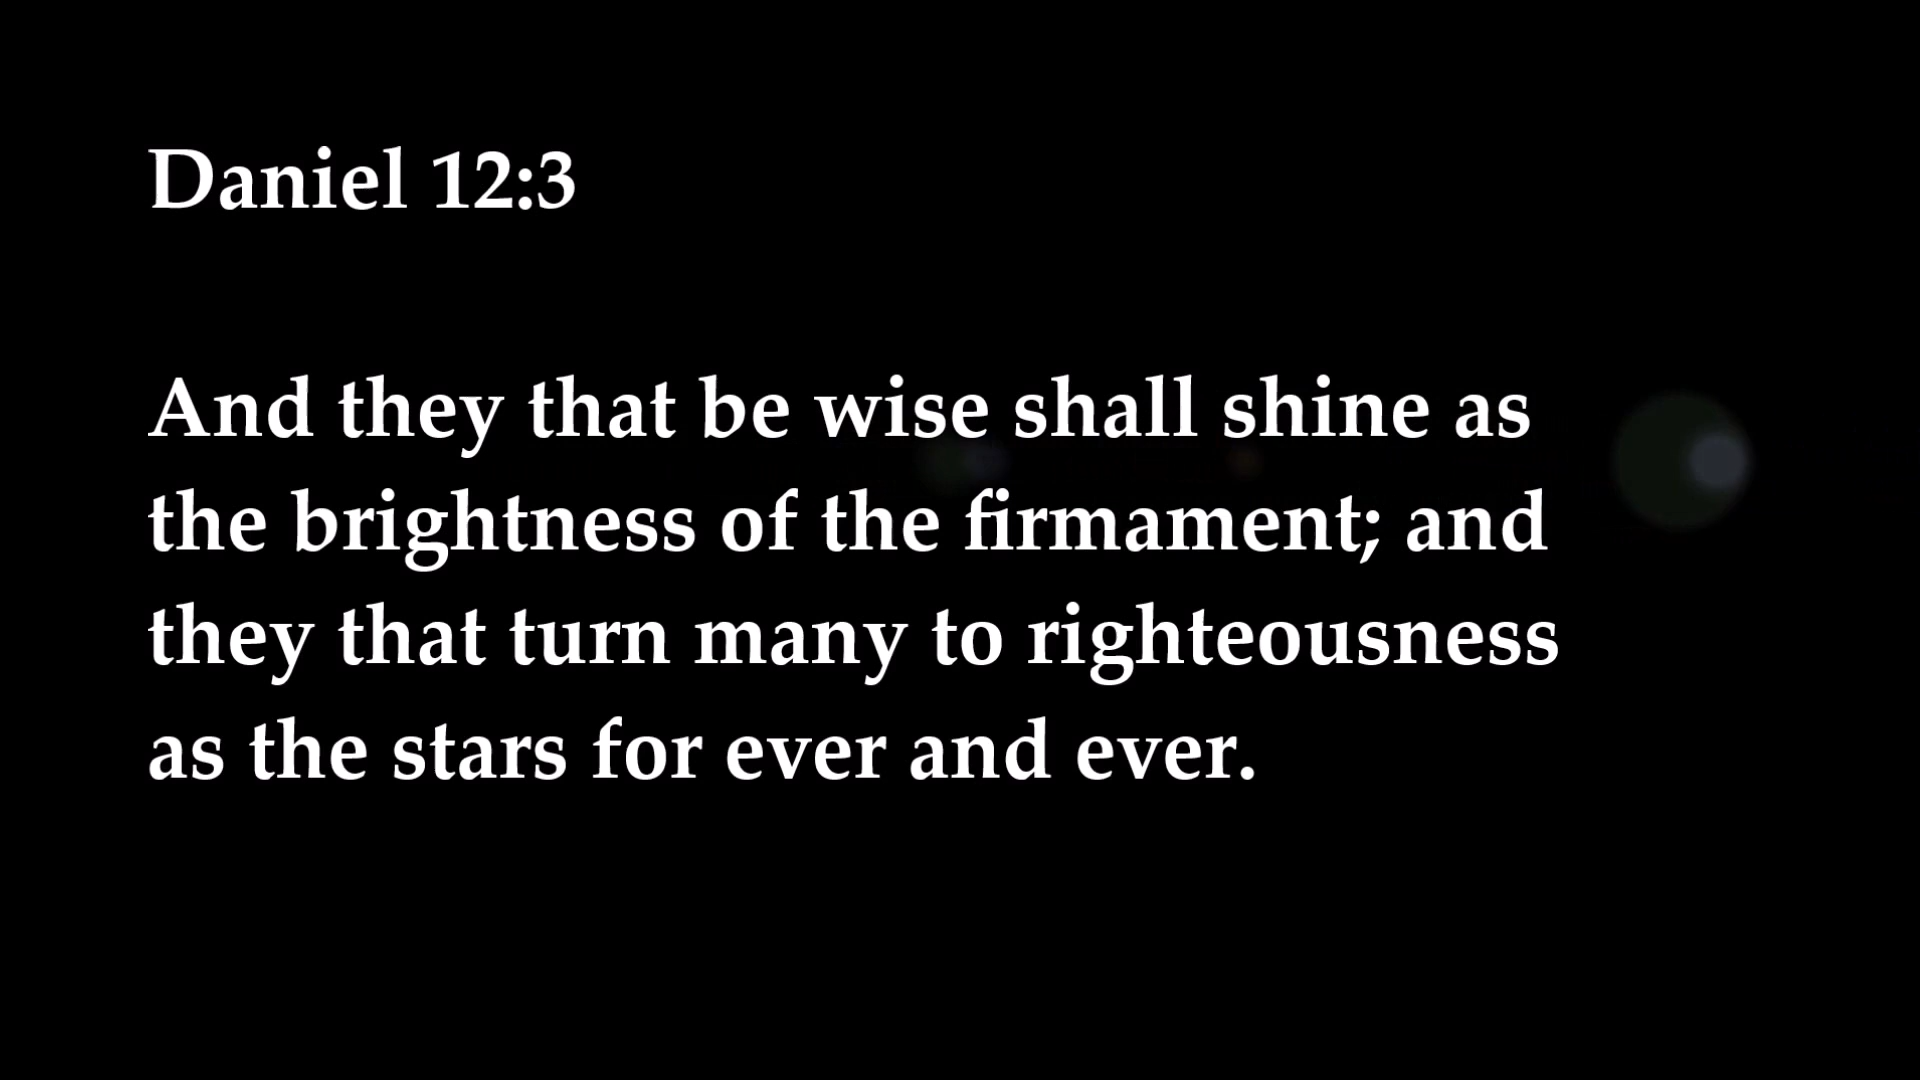 Daniel 12:3
And they that be wise shall shine as
the brightness of the firmament; and
they that turn many to righteousness
as the stars for ever and ever.